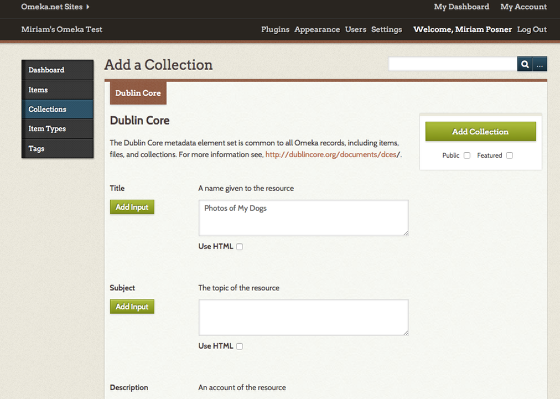 Omeka.net Sites
My Dashboard My Account
Miriam's Omeka Test
Plugins Appearance Users Settings Welcome, Miriam Posner Log Out
Dashboard
Items
Collections
Item Types
Tags
Add a Collection
...
Dublin Core
Dublin Core
The Dublin Core metadata element set is common to all Omeka records, including items,
files, and collections. For more information see, http://dublincore.org/documents/dces/.
Add Collection
Public Featured
Title
Add Input
A name given to the resource
Photos of My Dogs
Use HTML
Subject
Add Input
The topic of the resource
Use HTML
Description
An account of the resource